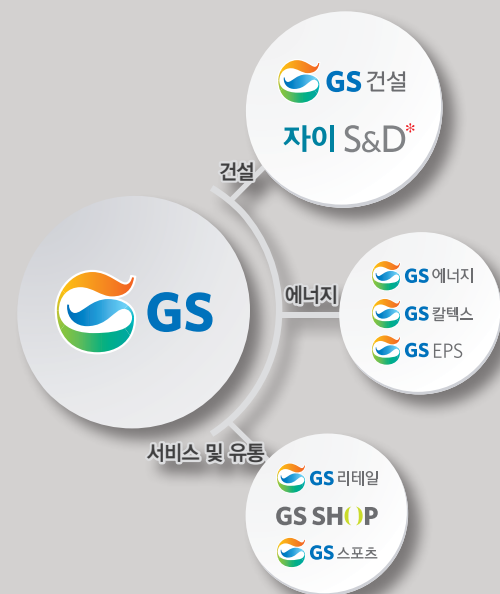 GS
건설
GS 건설
자이 S&D*
에너지
GS 에너지
GS 칼텍스
GS EPS
서비스 및 유통
GS 리테일
GS SHOP
GS 스포츠